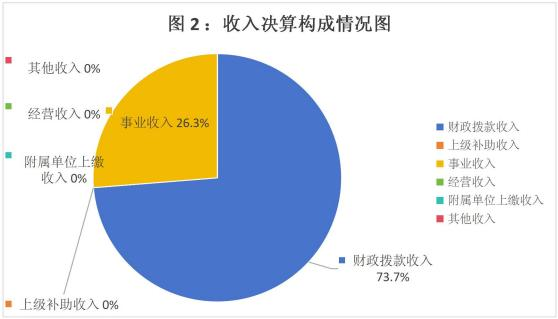 图 2：收入决算构成情况图
其他收入 0%
经营收入 0%
事业收入 26.3%
附属单位上缴
收入 0%
上级补助收入 0%
财政拨款收入
73.7%
财政拨款收入
上级补助收入
事业收入
经营收入
附属单位上缴收入
其他收入